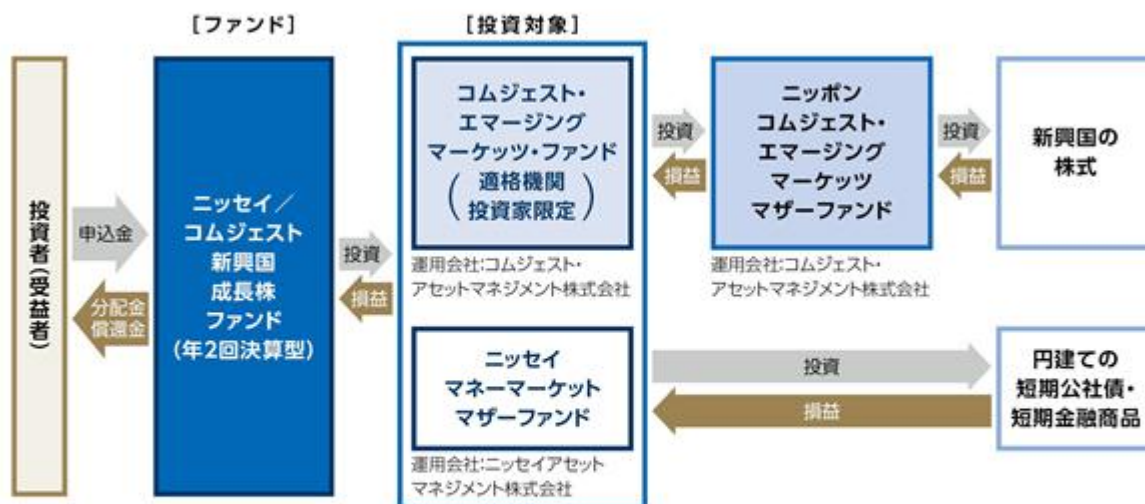 ［ファンド］
［投資対象］
投資者（受益者）
申込金
分配金
償還金
ニッセイ／
コムジェスト
新興国
成長株
ファンド
（年2回決算型）
投資
損益
コムジェスト・
エマージング
マーケッツ・ファンド
（適格機関
投資家限定）
運用会社：コムジェスト・
アセットマネジメント株式会社
投資
損益
ニッポン
コムジェスト・
エマージング
マーケッツ
マザーファンド
運用会社：コムジェスト・
アセットマネジメント株式会社
投資
損益
新興国の
株式
ニッセイ
マネーマーケット
マザーファンド
運用会社：ニッセイアセット
マネジメント株式会社
投資
損益
円建ての
短期公社債・
短期金融商品